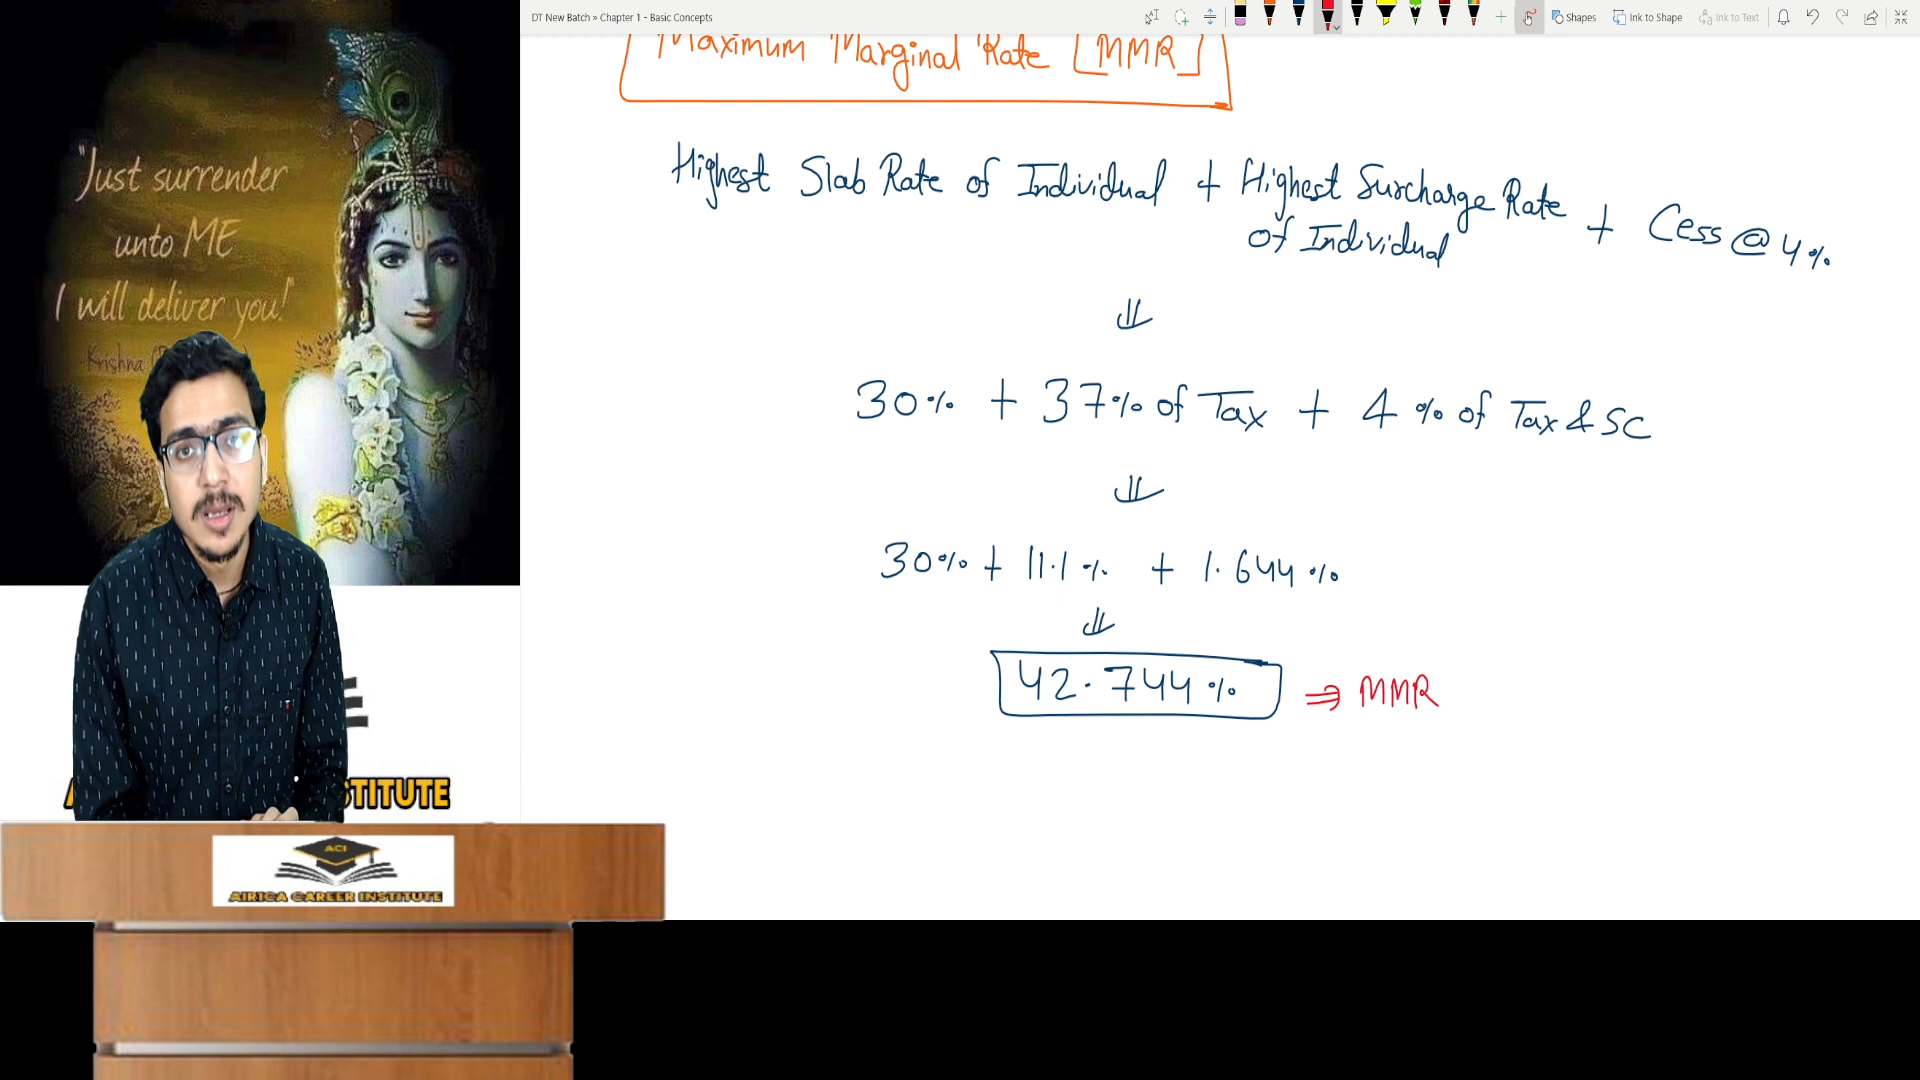 DT New Batch » Chapter 1 - Basic Concepts
Shapes
Ink to Shape
Ink to Text
Maximum Marginal Rate [MMR]
"Just surrender
unto ME
I will deliver you!"
Krishna
Highest Slab Rate of Individual + Highest Surcharge Rate of Individual + Cess @ 4%
⇓
30% + 37% of Tax + 4% of Tax & SC
⇓
30% + 11.1% + 1.644%
⇓
42.744% ⇒ MMR
TITUTE
ACI
AIRICA CAREER INSTITUTE